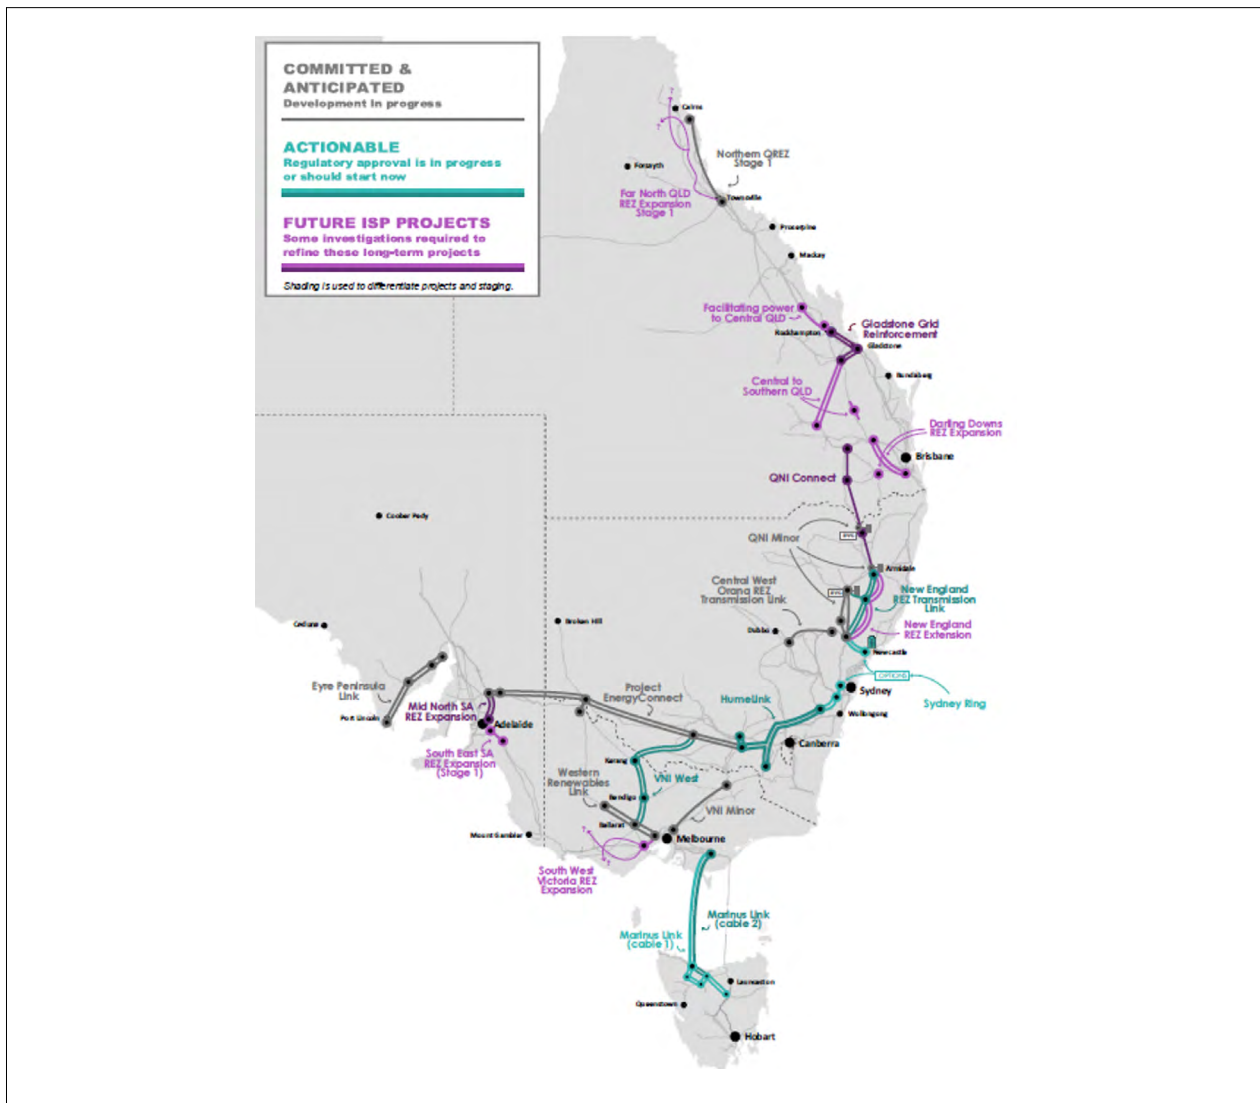 COMMITTED &
ANTICIPATED
Development in progress
ACTIONABLE
Regulatory approval is in progress
or should start now
FUTURE ISP PROJECTS
Some investigations required to
refine these long-term projects
Shading is used to differentiate projects and staging.
?
Cairns
?
Northern QREZ
Stage 1
Forsyth
Far North QLD
REZ Expansion
Stage 1
Townsville
Proserpine
Mackay
Facilitating power
to Central QLD
Gladstone Grid
Reinforcement
Rockhampton
Gladstone
Bundaberg
Central to
Southern QLD
Darling Downs
REZ Expansion
Brisbane
QNI Connect
Coober Pedy
QNI Minor
Armidale
Central West
Orana REZ
Transmission Link
New England
REZ Transmission
Link
New England
REZ Extension
Ceduna
Broken Hill
Dubbo
Newcastle
(OPTIONS)
Sydney
Sydney Ring
Wollongong
Eyre Peninsula
Link
Port Lincoln
Mid North SA
REZ Expansion
Adelaide
Project
EnergyConnect
HumeLink
Canberra
South East SA
REZ Expansion
(Stage 1)
Kerang
Western
Renewables
Link
VNI West
Bendigo
VNI Minor
Ballarat
Mount Gambier
Melbourne
?
?
South West
Victoria REZ
Expansion
Marinus Link
(cable 2)
Marinus Link
(cable 1)
Launceston
Queenstown
Hobart